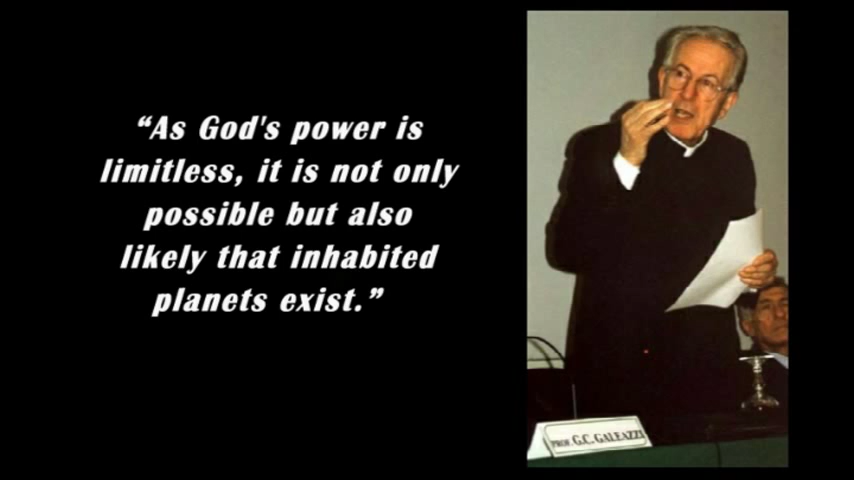 “As God's power is
limitless, it is not only
possible but also
likely that inhabited
planets exist.”
PROF. G.C. GALEAZZI